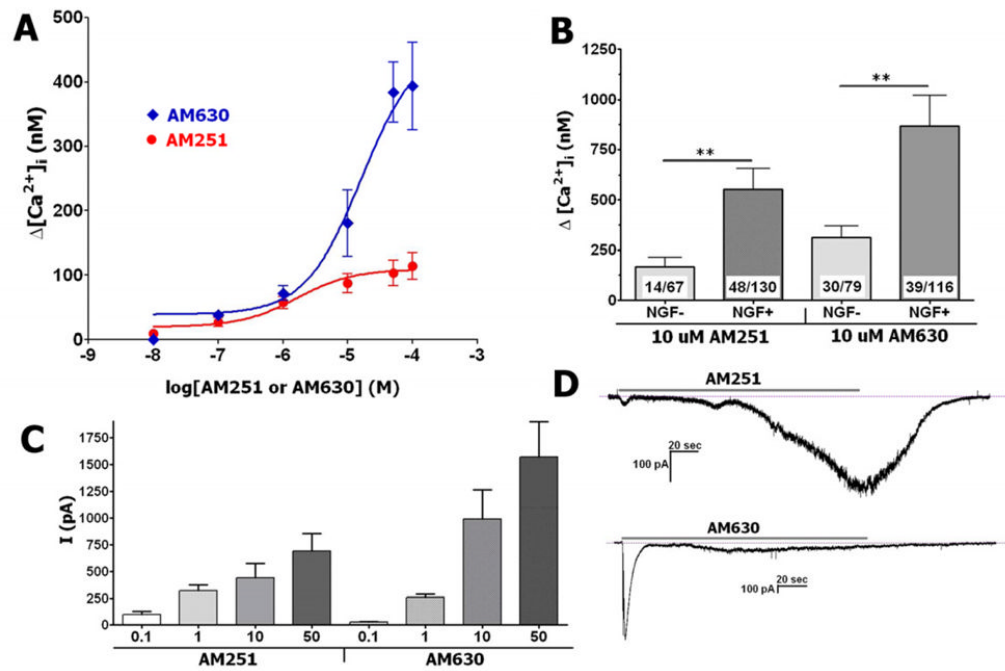 A
500
400
300
200
100
0
Δ[Ca2+]i (nM)
AM630
AM251
-9 -8 -7 -6 -5 -4 -3
log[AM251 or AM630] (M)
B
1250
1000
750
500
250
0
Δ [Ca2+]i (nM)
**
**
14/67 48/130 30/79 39/116
NGF- NGF+ NGF- NGF+
10 uM AM251 10 uM AM630
C
1750
1500
1250
1000
750
500
250
0
I (pA)
0.1 1 10 50 0.1 1 10 50
AM251 AM630
D
AM251
20 sec
100 pA
AM630
20 sec
100 pA